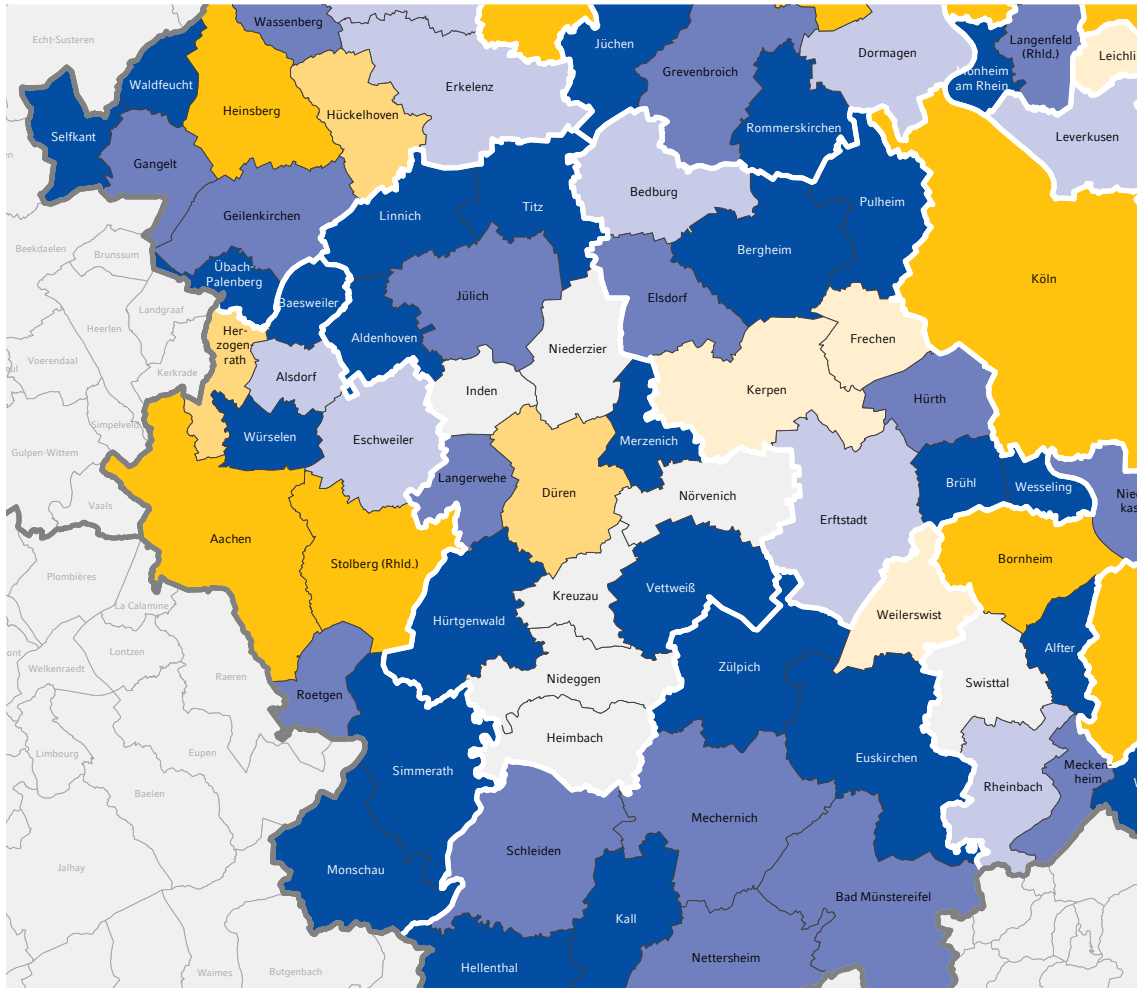 Echt-Susteren
Wassenberg
Jüchen
Dormagen
Langenfeld
(Rhld.)
Leichli
Waldfeucht
Heinsberg
Hückelhoven
Erkelenz
Grevenbroich
Monheim
am Rhein
Selfkant
Gangelt
Rommerskirchen
Leverkusen
Geilenkirchen
Linnich
Titz
Bedburg
Pulheim
Beekdaelen
Brunssum
Bergheim
Übach-
Palenberg
Baesweiler
Jülich
Elsdorf
Köln
Landgraaf
Heerlen
Her-
zogen-
rath
Aldenhoven
Niederzier
Frechen
Voerendaal
Kerkrade
Alsdorf
Inden
Kerpen
Hürth
Simpelveld
Würselen
Eschweiler
Merzenich
Gulpen-Wittem
Langerwehe
Düren
Nörvenich
Brühl
Wesseling
Nied
kas
Vaals
Erftstadt
Aachen
Stolberg (Rhld.)
Bornheim
Plombières
La Calamine
Kreuzau
Vettweiß
Weilerswist
Hürtgenwald
ont
Lontzen
Welkenraedt
Raeren
Roetgen
Nideggen
Zülpich
Swisttal
Alfter
Limbourg
Eupen
Heimbach
Simmerath
Euskirchen
Rheinbach
Mecken-
heim
Baelen
Mechernich
Schleiden
Jalhay
Monschau
Bad Münstereifel
Kall
Waimes
Butgenbach
Hellenthal
Nettersheim